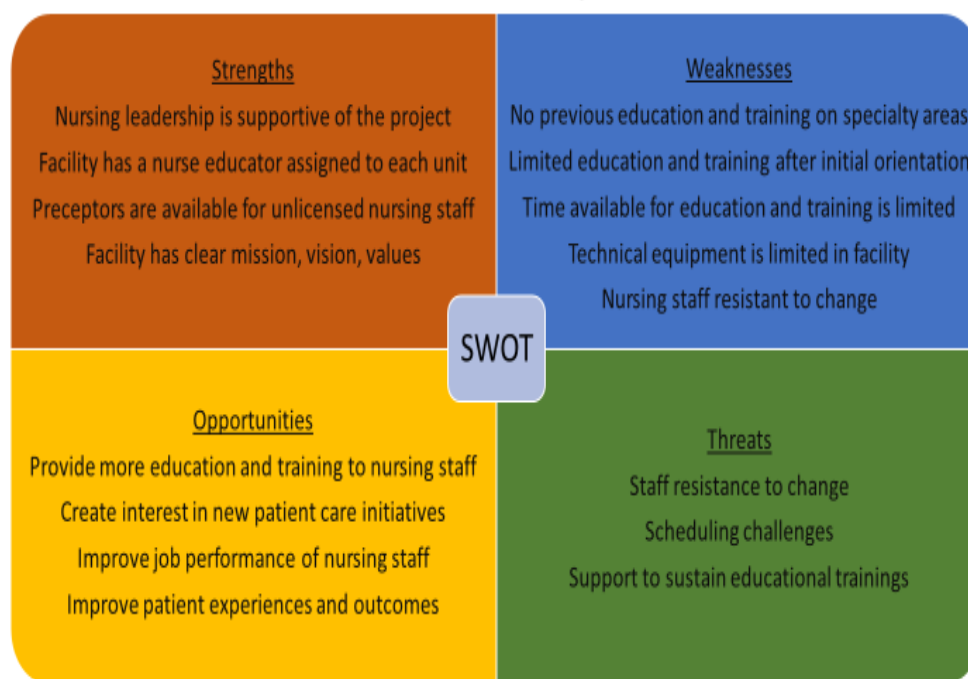 Strengths
Nursing leadership is supportive of the project
Facility has a nurse educator assigned to each unit
Preceptors are available for unlicensed nursing staff
Facility has clear mission, vision, values
Weaknesses
No previous education and training on specialty areas
Limited education and training after initial orientation
Time available for education and training is limited
Technical equipment is limited in facility
Nursing staff resistant to change
SWOT
Opportunities
Provide more education and training to nursing staff
Create interest in new patient care initiatives
Improve job performance of nursing staff
Improve patient experiences and outcomes
Threats
Staff resistance to change
Scheduling challenges
Support to sustain educational trainings